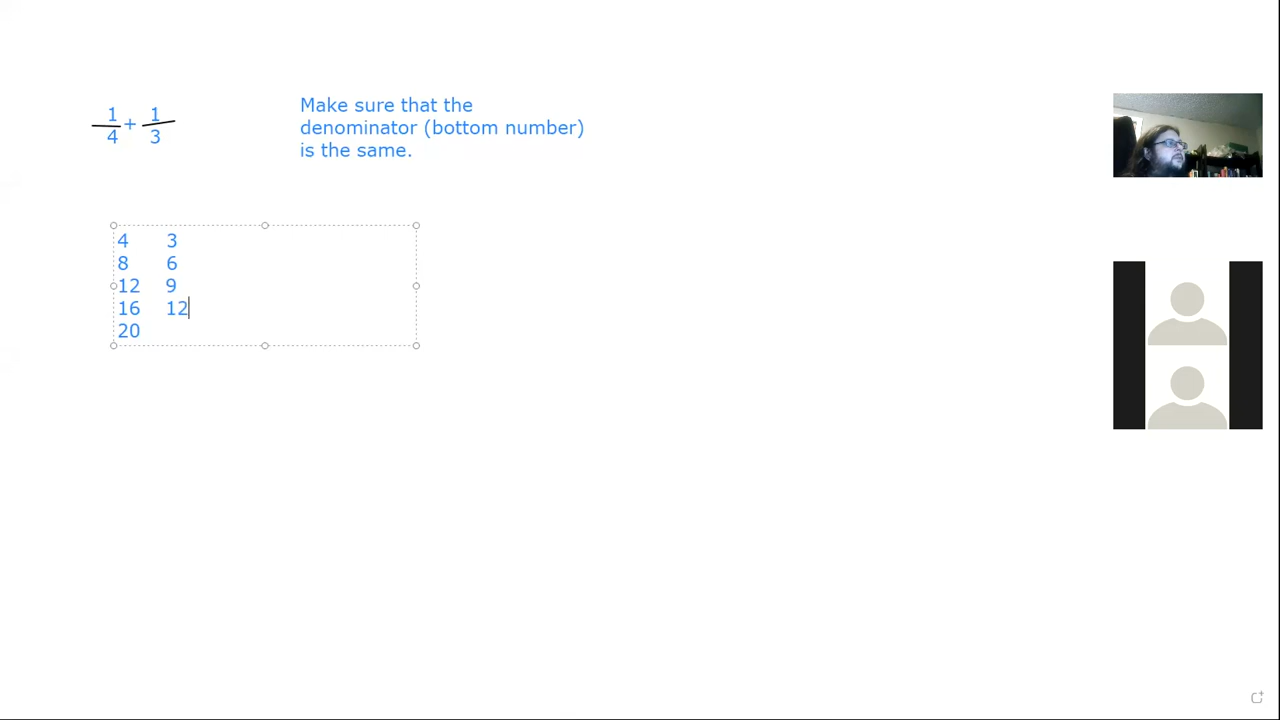 1 1
+
4 3
Make sure that the
denominator (bottom number)
is the same.
4 3
8 6
12 9
16 12
20